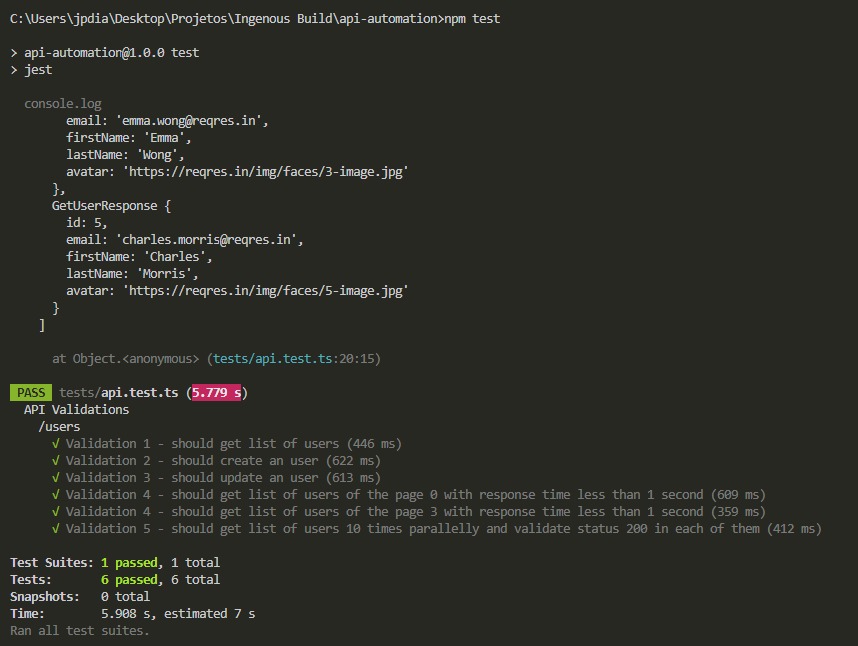 C:\Users\jpdia\Desktop\Projetos\Ingenous Build\api-automation>npm test
> api-automation@1.0.0 test
> jest
console.log
email: 'emma.wong@reqres.in',
firstName: 'Emma',
lastName: 'Wong',
avatar: 'https://reqres.in/img/faces/3-image.jpg'
},
GetUserResponse {
id: 5,
email: 'charles.morris@reqres.in',
firstName: 'Charles',
lastName: 'Morris',
avatar: 'https://reqres.in/img/faces/5-image.jpg'
}
]
at Object.<anonymous> (tests/api.test.ts:20:15)
PASS tests/api.test.ts (5.779 s)
API Validations
/users
√ Validation 1 - should get list of users (446 ms)
√ Validation 2 - should create an user (622 ms)
√ Validation 3 - should update an user (613 ms)
√ Validation 4 - should get list of users of the page 0 with response time less than 1 second (609 ms)
√ Validation 4 - should get list of users of the page 3 with response time less than 1 second (359 ms)
√ Validation 5 - should get list of users 10 times parallelly and validate status 200 in each of them (412 ms)
Test Suites: 1 passed, 1 total
Tests: 6 passed, 6 total
Snapshots: 0 total
Time: 5.908 s, estimated 7 s
Ran all test suites.